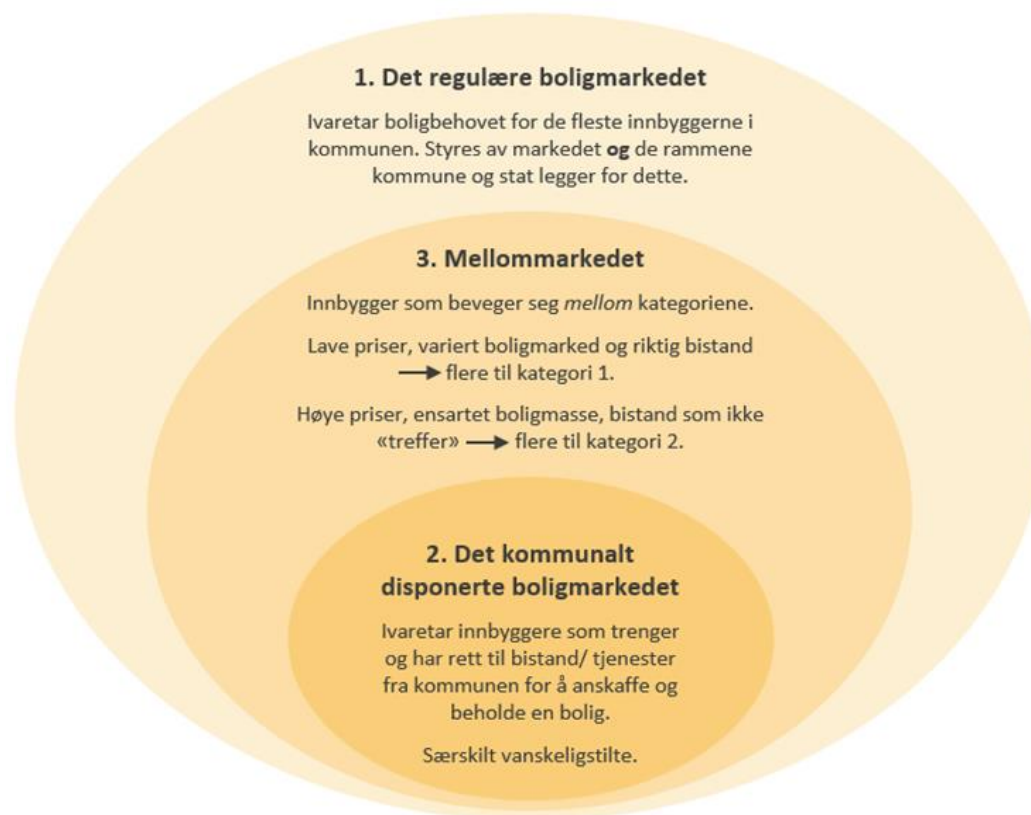 1. Det regulære boligmarkedet
Ivaretar boligbehovet for de fleste innbyggerne i
kommunen. Styres av markedet og de rammene
kommune og stat legger for dette.
3. Mellommarkedet
Innbygger som beveger seg mellom kategoriene.
Lave priser, variert boligmarked og riktig bistand
→ flere til kategori 1.
Høye priser, ensartet boligmasse, bistand som ikke
«treffer» → flere til kategori 2.
2. Det kommunalt
disponerte boligmarkedet
Ivaretar innbyggere som trenger
og har rett til bistand/ tjenester
fra kommunen for å anskaffe og
beholde en bolig.
Særskilt vanskeligstilte.